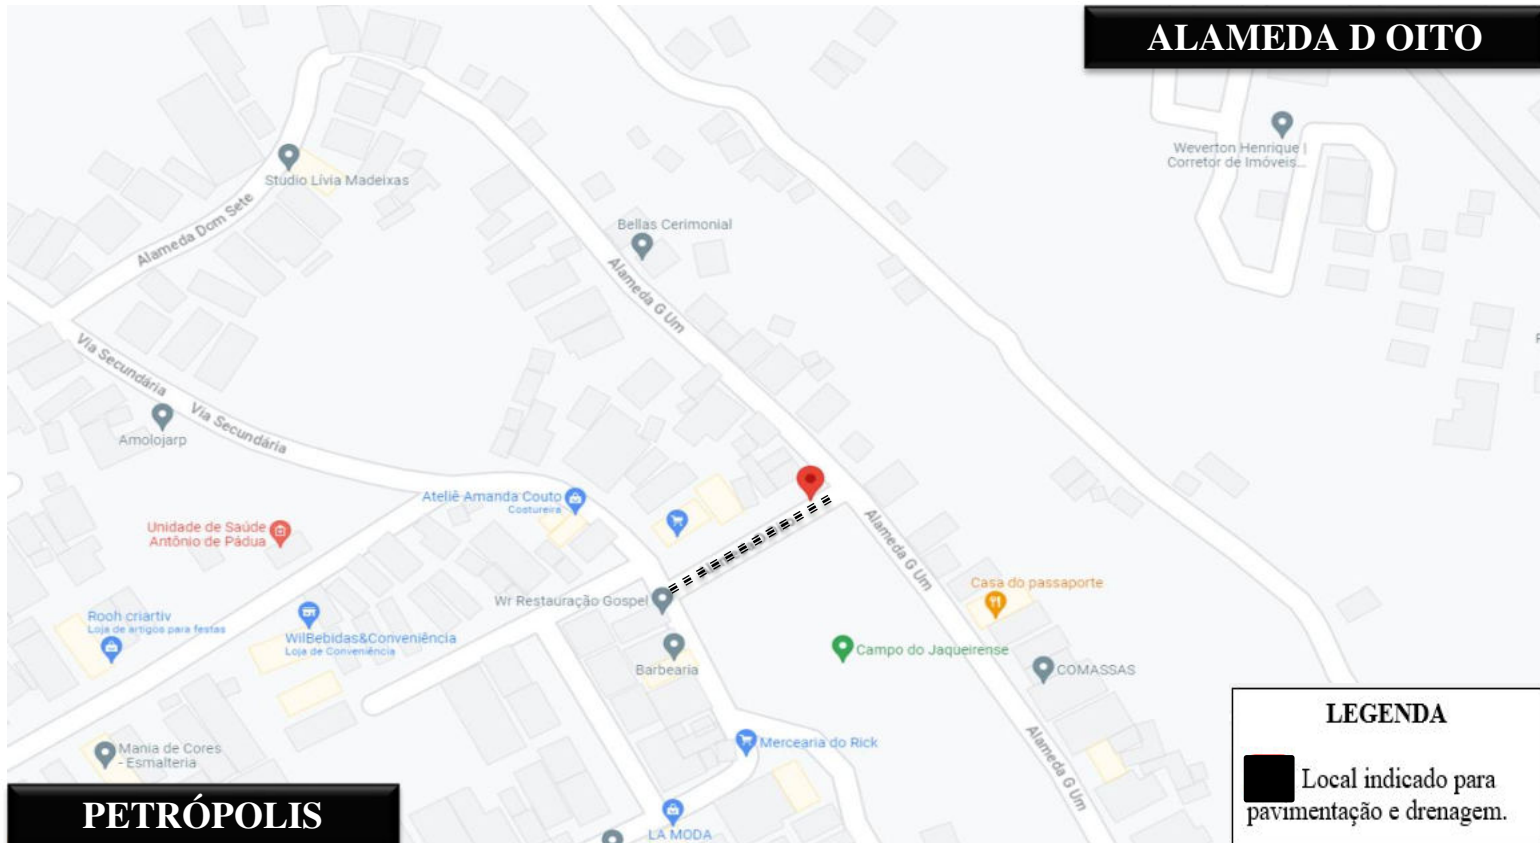 ALAMEDA D OITO
Weverton Henrique |
Corretor de Imóveis...
Studio Lívia Madeixas
Alameda Dom Sete
Bellas Cerimonial
Alameda G Um
Via Secundária
Via Secundária
Amolojarp
Ateliê Amanda Couto
Costureira
Unidade de Saúde
Antônio de Pádua
Alameda G Um
Casa do passaporte
Wr Restauração Gospel
Rooh criartiv
Loja de artigos para festas
WilBebidas&Conveniência
Loja de Conveniência
Campo do Jaqueirense
Barbearia
COMASSAS
Mercearia do Rick
Mania de Cores
- Esmalteria
Alameda G Um
LA MODA
PETRÓPOLIS
LEGENDA
Local indicado para
pavimentação e drenagem.